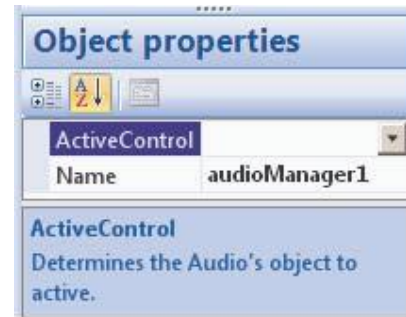 Object properties
ActiveControl
Name audioManager1
ActiveControl
Determines the Audio's object to
active.